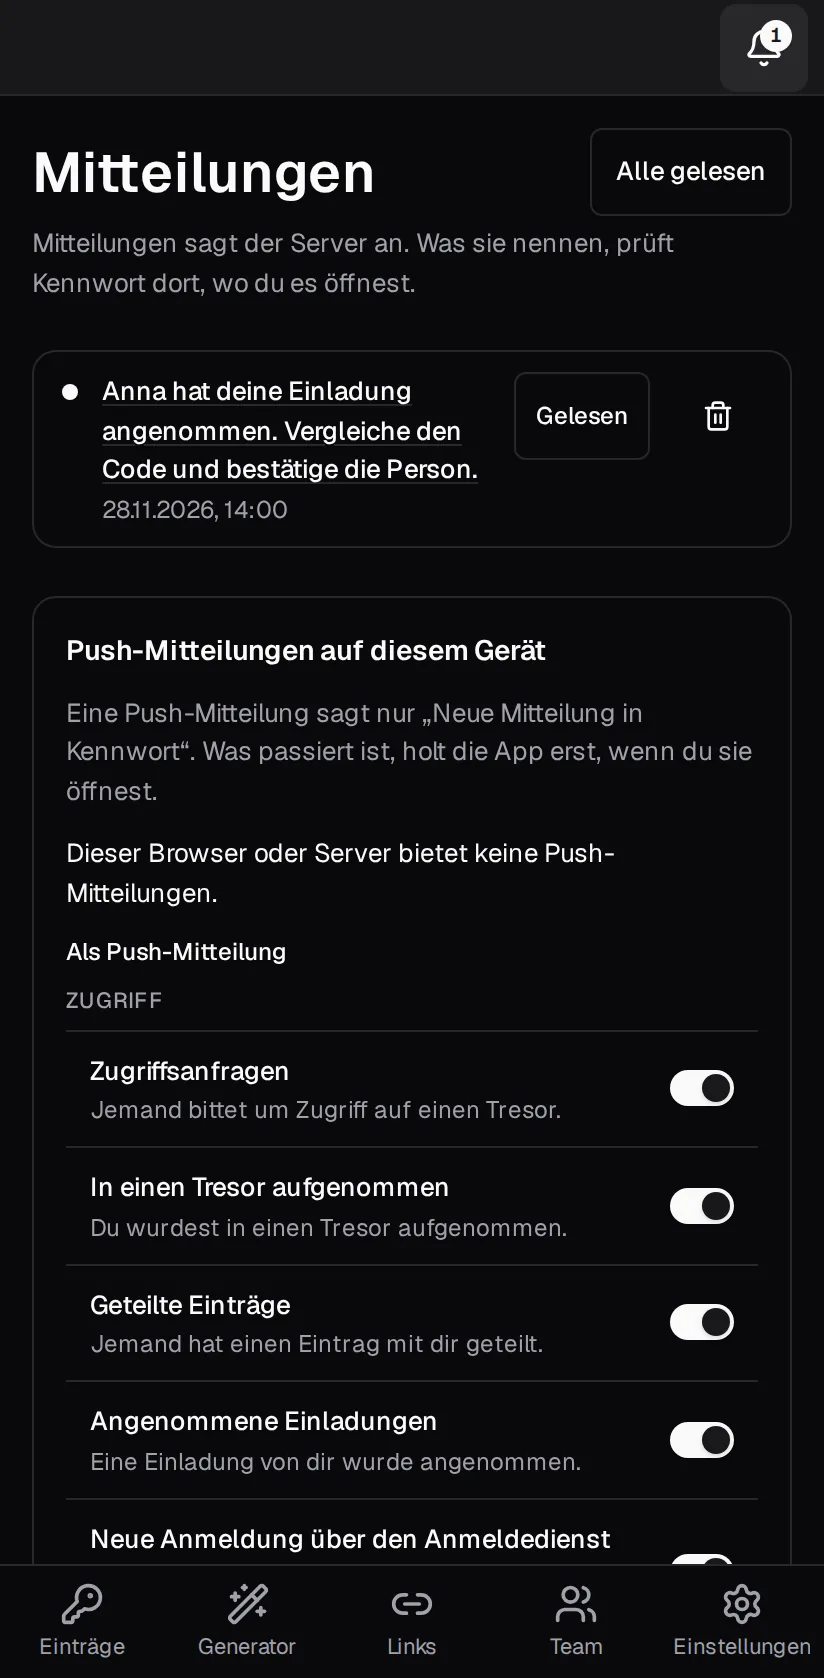 1
Mitteilungen
Alle gelesen
Mitteilungen sagt der Server an. Was sie nennen, prüft
Kennwort dort, wo du es öffnest.
Anna hat deine Einladung
angenommen. Vergleiche den
Code und bestätige die Person.
28.11.2026, 14:00
Gelesen
Push-Mitteilungen auf diesem Gerät
Eine Push-Mitteilung sagt nur „Neue Mitteilung in
Kennwort“. Was passiert ist, holt die App erst, wenn du sie
öffnest.
Dieser Browser oder Server bietet keine Push-
Mitteilungen.
Als Push-Mitteilung
ZUGRIFF
Zugriffsanfragen
Jemand bittet um Zugriff auf einen Tresor.
In einen Tresor aufgenommen
Du wurdest in einen Tresor aufgenommen.
Geteilte Einträge
Jemand hat einen Eintrag mit dir geteilt.
Angenommene Einladungen
Eine Einladung von dir wurde angenommen.
Neue Anmeldung über den Anmeldedienst
Einträge
Generator
Links
Team
Einstellungen